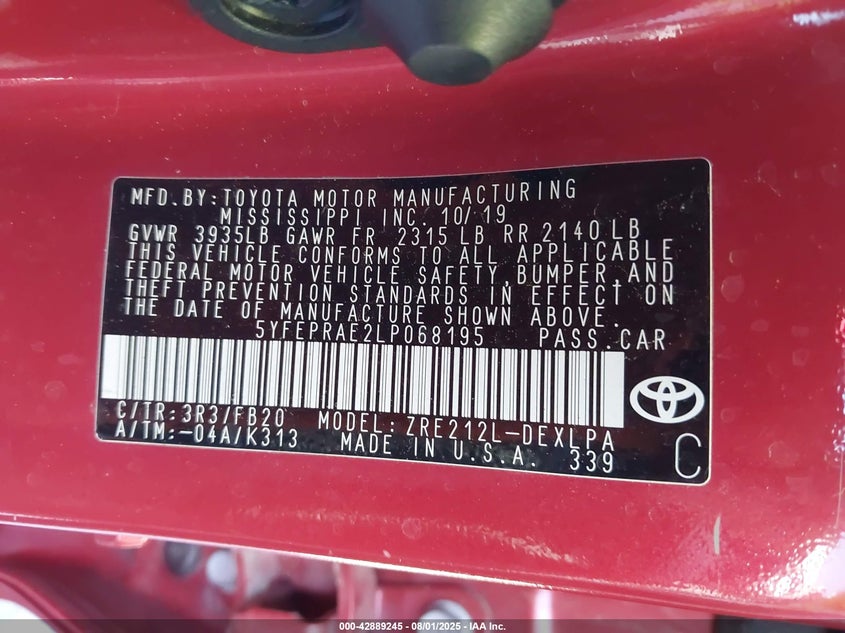 MFD.BY:TOYOTA MOTOR MANUFACTURING
MISSISSIPPI INC. 10/19
GVWR 3935LB GAWR FR 2315 LB RR 2140 LB
THIS VEHICLE CONFORMS TO ALL APPLICABLE
FEDERAL MOTOR VEHICLE SAFETY, BUMPER, AND
THEFT PREVENTION STANDARDS IN EFFECT ON
THE DATE OF MANUFACTURE SHOWN ABOVE.
5YFEPRAE2LP068195 PASS.CAR
C/TR:3R3/FB20 MODEL:ZRE212L-DEXLPA
A/TM:-04A/K313 MADE IN U.S.A. 339
C
000-42889245 - 08/01/2025 - IAA Inc.